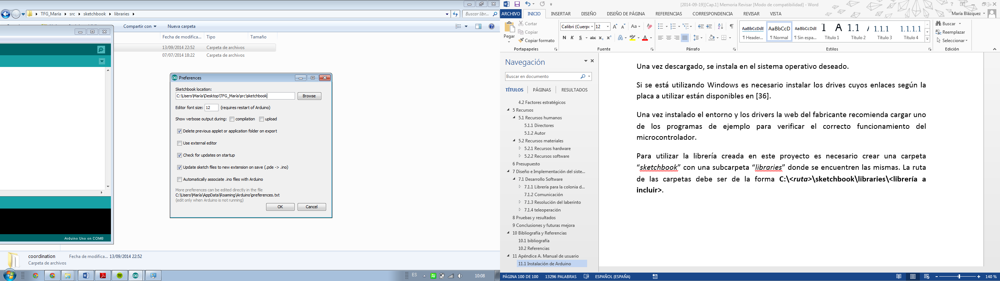 TFG_María src sketchbook libraries
Buscar libr...
Compartir con Nueva carpeta
Fecha de modifica... Tipo Tamaño
13/09/2014 22:52 Carpeta de archivos
07/07/2014 18:22 Carpeta de archivos
Preferences
Sketchbook location:
C:\Users\María\Desktop\TFG_María\src\sketchbook Browse
Editor font size: 12 (requires restart of Arduino)
Show verbose output during: compilation upload
Delete previous applet or application folder on export
Use external editor
Check for updates on startup
Update sketch files to new extension on save (.pde -> .ino)
Automatically associate .ino files with Arduino
More preferences can be edited directly in the file
C:\Users\María\AppData\Roaming\Arduino\preferences.txt
(edit only when Arduino is not running)
OK Cancel
Arduino Uno on COM8
coordination Fecha de modifica... 13/09/2014 22:52
Carpeta de archivos
ES 10:08
[2014-09-19][Cap.1] Memoria Revisar [Modo de compatibilidad] - Word
ARCHIVO INICIO INSERTAR DISEÑO DISEÑO DE PÁGINA REFERENCIAS CORRESPONDENCIA REVISAR VISTA María Blázquez
Pegar
Cortar
Copiar
Copiar formato
Portapapeles
Calibri (Cuerp 12 Aa
N K S abc x₂ x² A ab A
Fuente
Párrafo
AaBbCcDdE AaBbCcD AaBbCcDdE 1 A 1.1 1.1.1 1.1.1.1
¶ Header... ¶ Normal ¶ Sin espa... Título 1 Título 2 Título 3 Título 4
Estilos
Buscar
Reemplazar
Seleccionar
Edición
Navegación
Buscar en documento
TÍTULOS PÁGINAS RESULTADOS
4.2 Factores estratégicos
5 Recursos
5.1 Recursos humanos
5.1.1 Directores
5.1.2 Autor
5.2 Recursos materiales
5.2.1 Recursos hardware
5.2.2 Recursos software
6 Presupuesto
7 Diseño e Implementación del siste...
7.1 Desarrollo Software
7.1.1 Librería para la colonia d...
7.1.2 Comunicación
7.1.3 Resolución del laberinto
7.1.4 teleoperación
8 Pruebas y resultados
9 Conclusiones y futuras mejora
10 Bibliografía y Referencias
10.1 bibliografía
10.2 Referencias
11 Apéndice A. Manual de usuario
11.1 Instalación de Arduino
Una vez descargado, se instala en el sistema operativo deseado.
Si se está utilizando Windows es necesario instalar los drives cuyos enlaces según la
placa a utilizar están disponibles en [36].
Una vez instalado el entorno y los drivers la web del fabricante recomienda cargar uno
de los programas de ejemplo para verificar el correcto funcionamiento del
microcontrolador.
Para utilizar la librería creada en este proyecto es necesario crear una carpeta
“sketchbook” con una subcarpeta “libraries” donde se encuentren las mismas. La ruta
de las carpetas debe ser de la forma C:\<ruta>\sketchbook\libraries\<librería a
incluir>.
PÁGINA 100 DE 100 13296 PALABRAS ESPAÑOL (ESPAÑA) 140 %